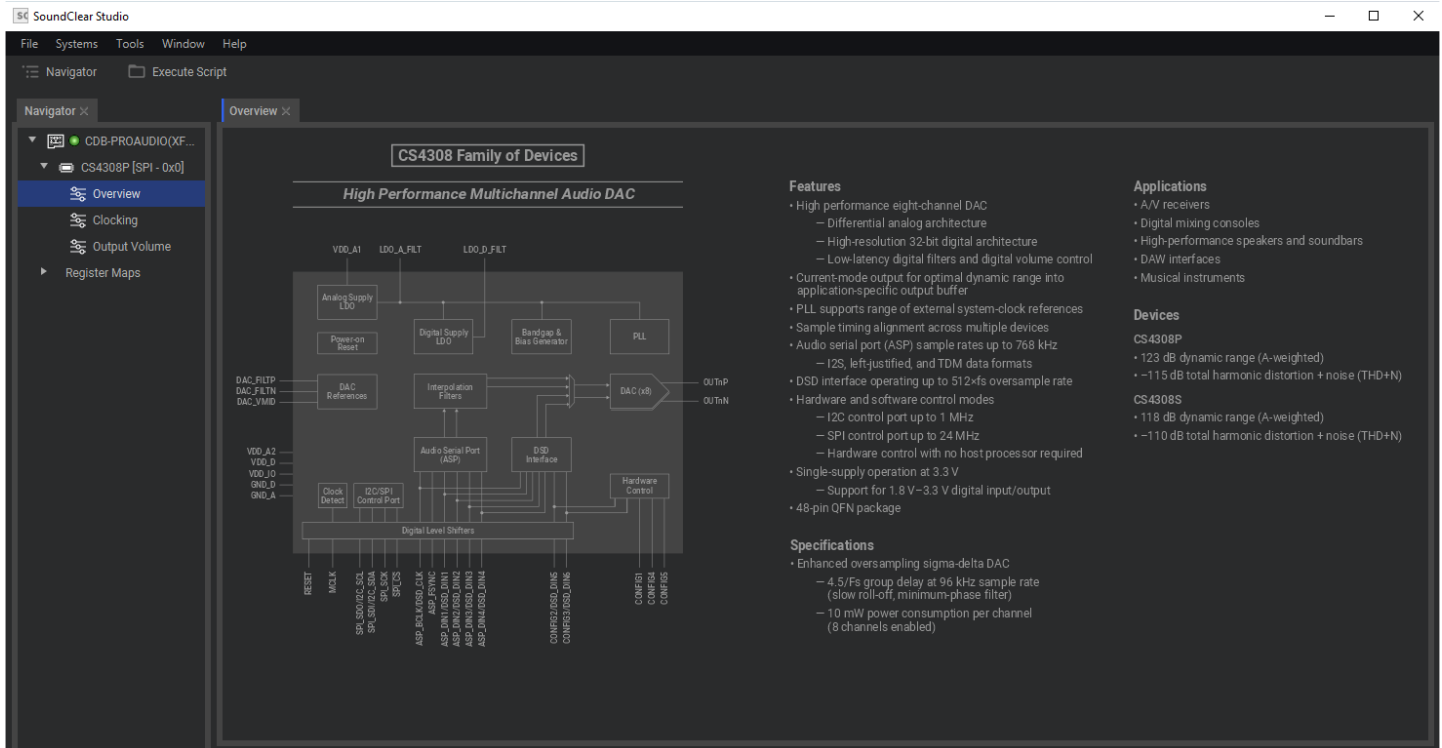 SC SoundClear Studio
File Systems Tools Window Help
Navigator Execute Script
Navigator
CDB-PROAUDIO(XF...
CS4308P [SPI - 0x0]
Overview
Clocking
Output Volume
Register Maps
Overview
CS4308 Family of Devices
High Performance Multichannel Audio DAC
VDD_A1 LDO_A_FILT LDO_D_FILT
Analog Supply
LDO
Power-on
Reset
Digital Supply
LDO
Bandgap &
Bias Generator
PLL
DAC_FILTP
DAC_FILTN
DAC_VMID
DAC
References
Interpolation
Filters
DAC (x8)
OUTnP
OUTnN
VDD_A2
VDD_D
VDD_IO
GND_D
GND_A
Audio Serial Port
(ASP)
DSD
Interface
Clock
Detect
I2C/SPI
Control Port
Hardware
Control
Digital Level Shifters
RESET
MCLK
SPI_SDO/I2C_SCL
SPI_SDI/I2C_SDA
SPI_SCK
SPI_CS
ASP_BCLK/DSD_CLK
ASP_FSYNC
ASP_DIN1/DSD_DIN1
ASP_DIN2/DSD_DIN2
ASP_DIN3/DSD_DIN3
ASP_DIN4/DSD_DIN4
CONFIG2/DSD_DIN5
CONFIG3/DSD_DIN6
CONFIG1
CONFIG4
CONFIG5
Features
• High performance eight-channel DAC
— Differential analog architecture
— High-resolution 32-bit digital architecture
— Low-latency digital filters and digital volume control
• Current-mode output for optimal dynamic range into
application-specific output buffer
• PLL supports range of external system-clock references
• Sample timing alignment across multiple devices
• Audio serial port (ASP) sample rates up to 768 kHz
— I2S, left-justified, and TDM data formats
• DSD interface operating up to 512×fs oversample rate
• Hardware and software control modes
— I2C control port up to 1 MHz
— SPI control port up to 24 MHz
— Hardware control with no host processor required
• Single-supply operation at 3.3 V
— Support for 1.8 V–3.3 V digital input/output
• 48-pin QFN package
Specifications
• Enhanced oversampling sigma-delta DAC
— 4.5/Fs group delay at 96 kHz sample rate
(slow roll-off, minimum-phase filter)
— 10 mW power consumption per channel
(8 channels enabled)
Applications
• A/V receivers
• Digital mixing consoles
• High-performance speakers and soundbars
• DAW interfaces
• Musical instruments
Devices
CS4308P
• 123 dB dynamic range (A-weighted)
• −115 dB total harmonic distortion + noise (THD+N)
CS4308S
• 118 dB dynamic range (A-weighted)
• −110 dB total harmonic distortion + noise (THD+N)